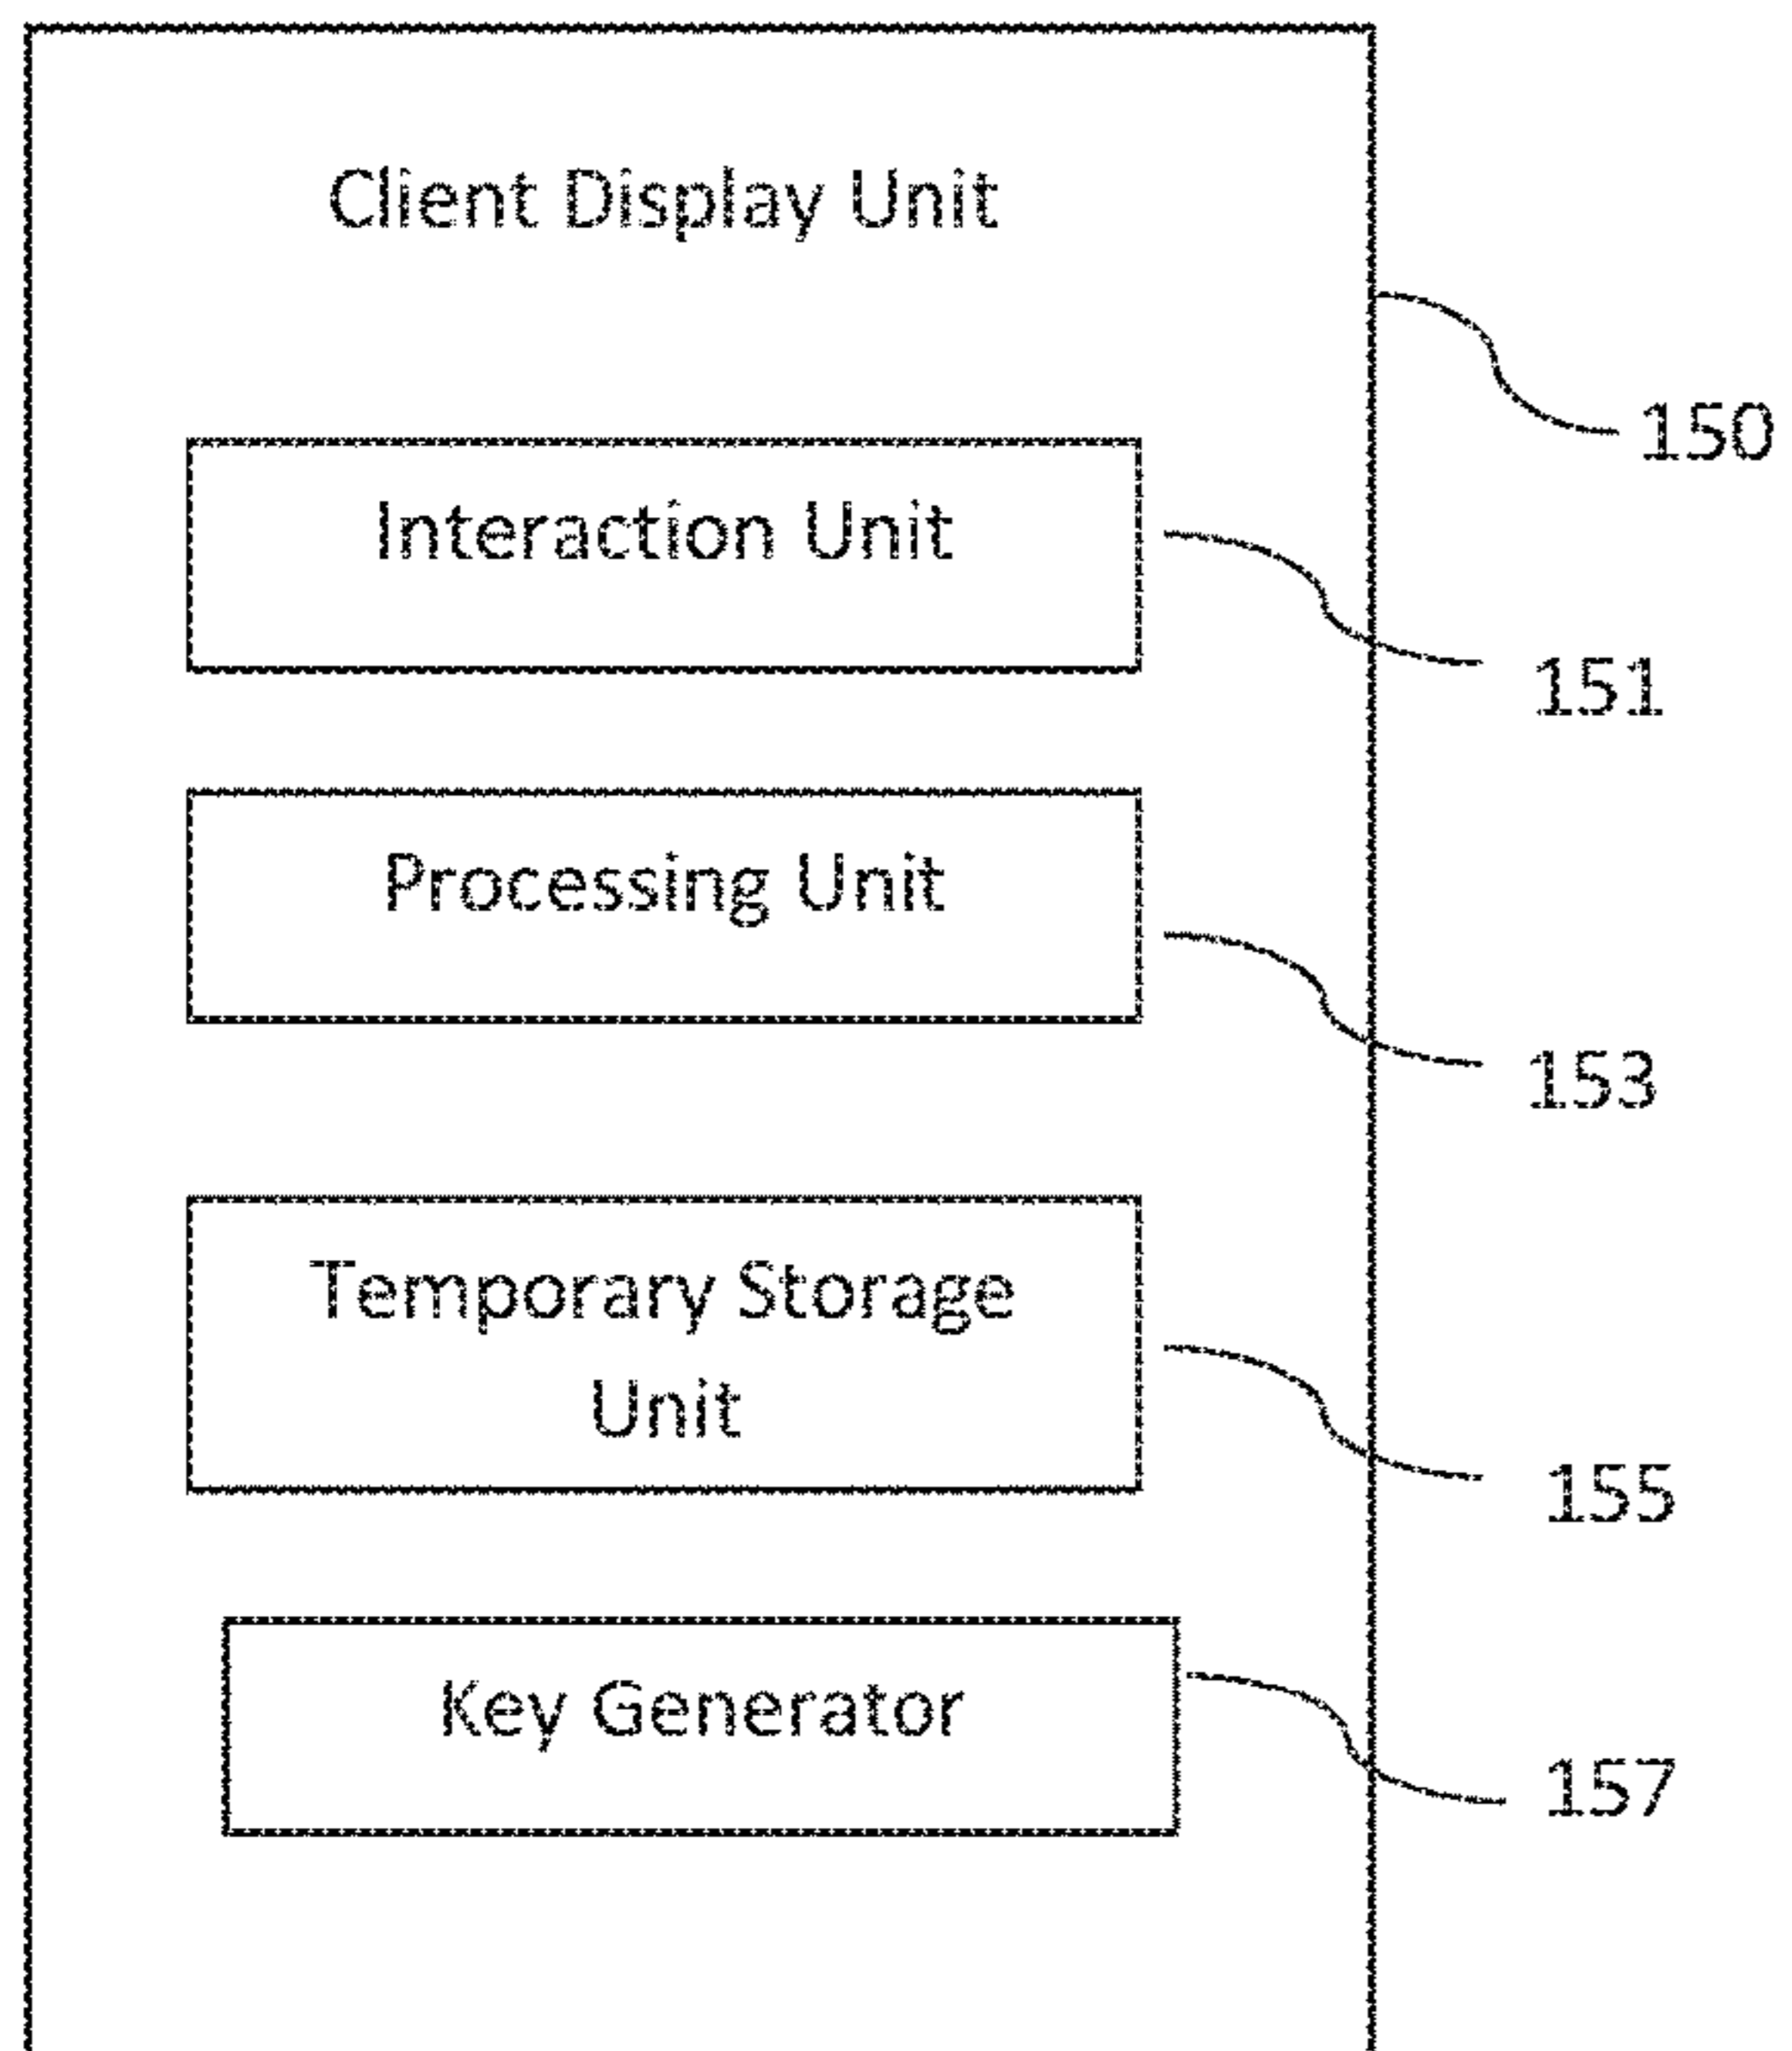 Client Display Unit
150
Interaction Unit
151
Processing Unit
153
Temporary Storage
Unit
155
Key Generator
157